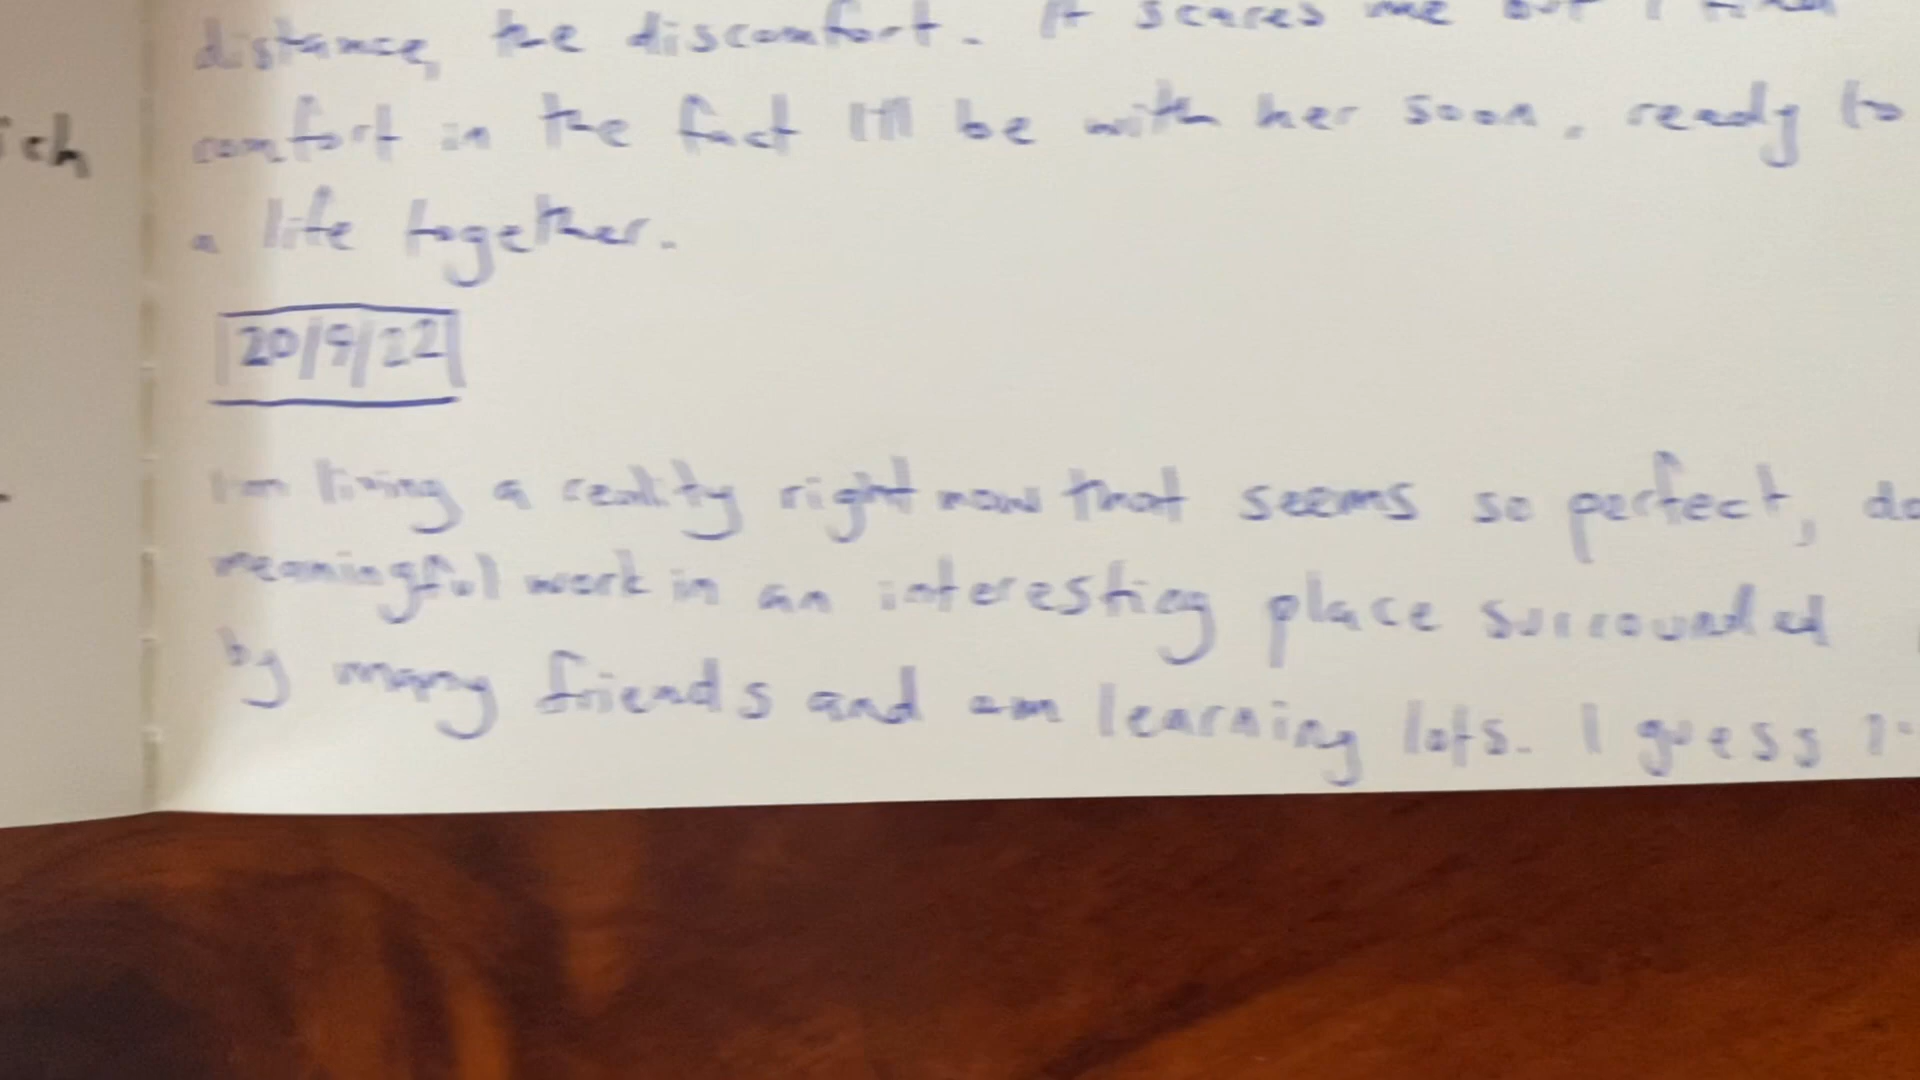 distance, the discomfort. It scares me but I find
comfort in the fact I'll be with her soon, ready to
a life together.
20/9/22
I'm living a reality right now that seems so perfect, do
meaningful work in an interesting place surrounded
by many friends and am learning lots. I guess I
ich